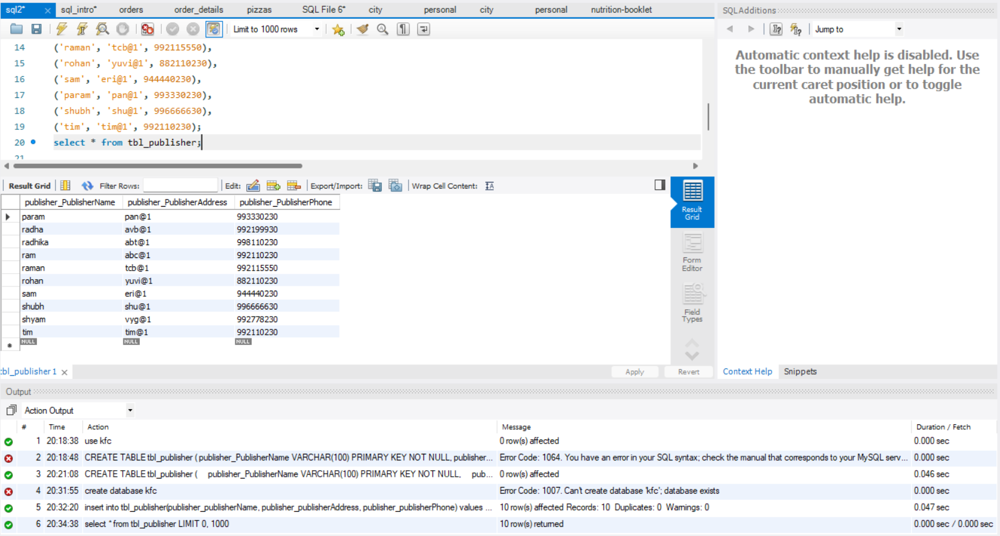 sql2* sql_intro* orders order_details pizzas SQL File 6* city personal city personal nutrition-booklet
SQLAdditions
Limit to 1000 rows
Jump to
14 ('raman', 'tcb@1', 992115550),
15 ('rohan', 'yuvi@1', 882110230),
16 ('sam', 'eri@1', 944440230),
17 ('param', 'pan@1', 993330230),
18 ('shubh', 'shu@1', 996666630),
19 ('tim', 'tim@1', 992110230);
20 select * from tbl_publisher;
21
Automatic context help is disabled. Use
the toolbar to manually get help for the
current caret position or to toggle
automatic help.
Result Grid Filter Rows: Edit: Export/Import: Wrap Cell Content:
publisher_PublisherName publisher_PublisherAddress publisher_PublisherPhone
param pan@1 993330230
radha avb@1 992199930
radhika abt@1 998110230
ram abc@1 992110230
raman tcb@1 992115550
rohan yuvi@1 882110230
sam eri@1 944440230
shubh shu@1 996666630
shyam vyg@1 992778230
tim tim@1 992110230
NULL NULL NULL
Result
Grid
Form
Editor
Field
Types
tbl_publisher 1 Apply Revert
Context Help Snippets
Output
Action Output
# Time Action Message Duration / Fetch
1 20:18:38 use kfc 0 row(s) affected 0.000 sec
2 20:18:48 CREATE TABLE tbl_publisher ( publisher_PublisherName VARCHAR(100) PRIMARY KEY NOT NULL, publisher... Error Code: 1064. You have an error in your SQL syntax; check the manual that corresponds to your MySQL serv... 0.000 sec
3 20:21:08 CREATE TABLE tbl_publisher ( publisher_PublisherName VARCHAR(100) PRIMARY KEY NOT NULL, pub... 0 row(s) affected 0.046 sec
4 20:31:55 create database kfc Error Code: 1007. Can't create database 'kfc'; database exists 0.000 sec
5 20:32:20 insert into tbl_publisher(publisher_publisherName, publisher_publisherAddress, publisher_publisherPhone) values ... 10 row(s) affected Records: 10 Duplicates: 0 Warnings: 0 0.047 sec
6 20:34:38 select * from tbl_publisher LIMIT 0, 1000 10 row(s) returned 0.000 sec / 0.000 sec